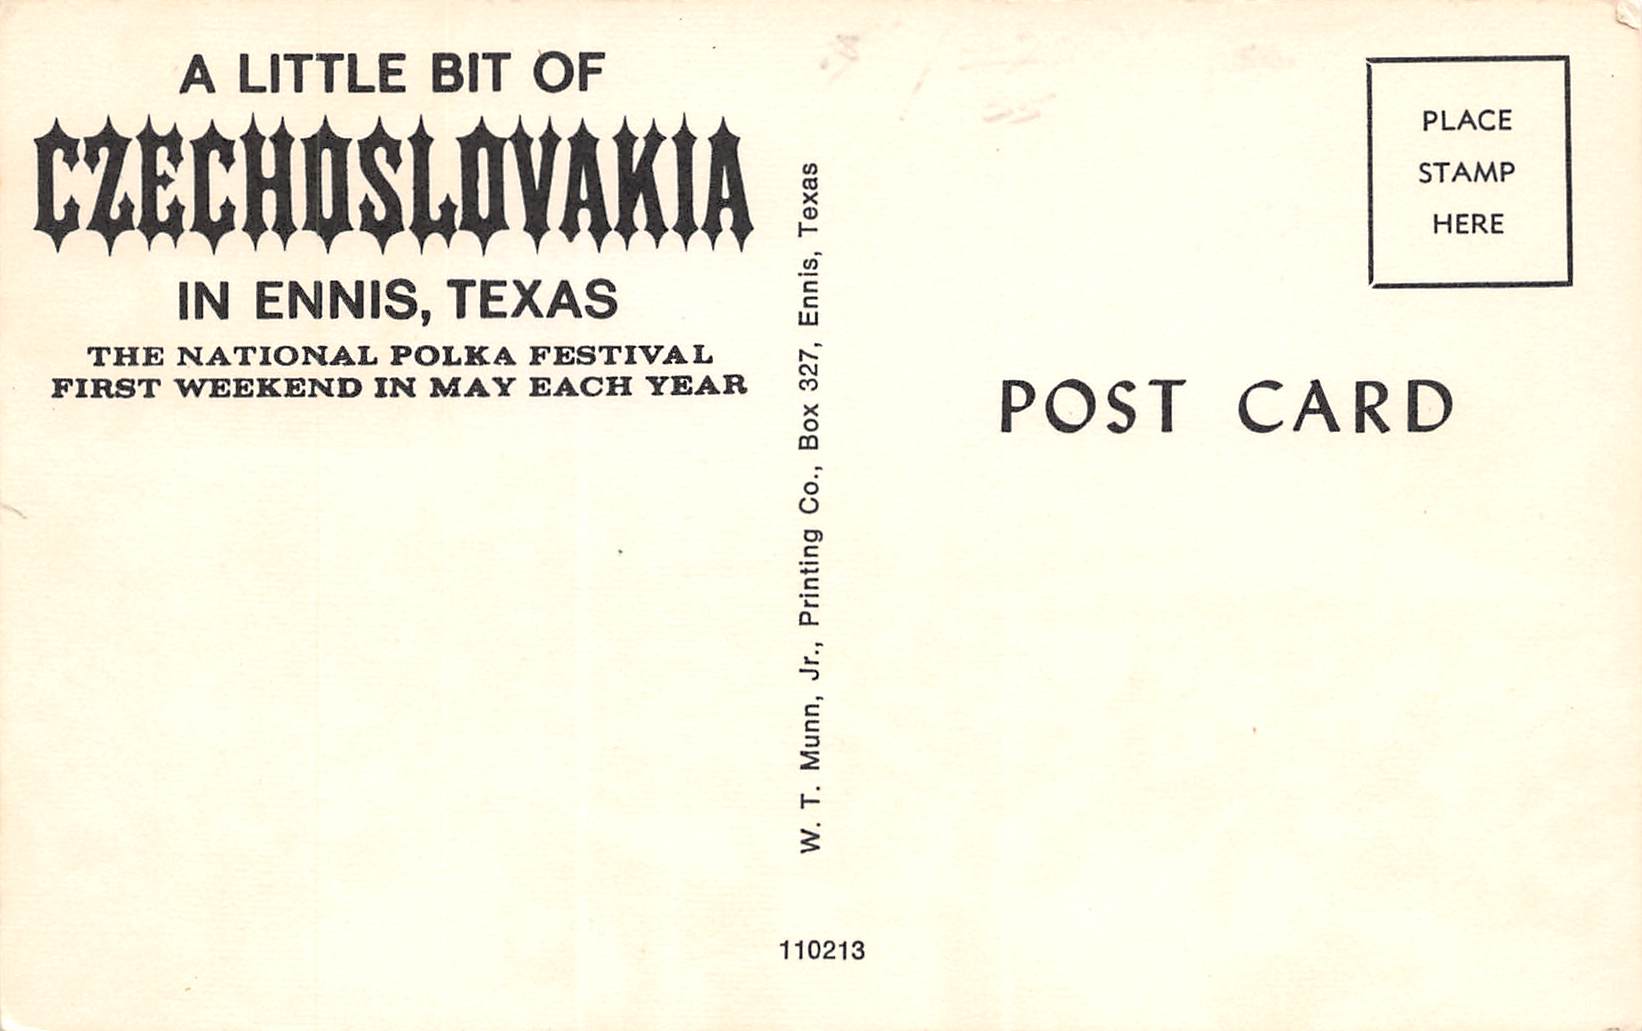 A LITTLE BIT OF
CZECHOSLOVAKIA
IN ENNIS, TEXAS
THE NATIONAL POLKA FESTIVAL
FIRST WEEKEND IN MAY EACH YEAR
W. T. Munn, Jr., Printing Co., Box 327, Ennis, Texas
110213
PLACE
STAMP
HERE
POST CARD